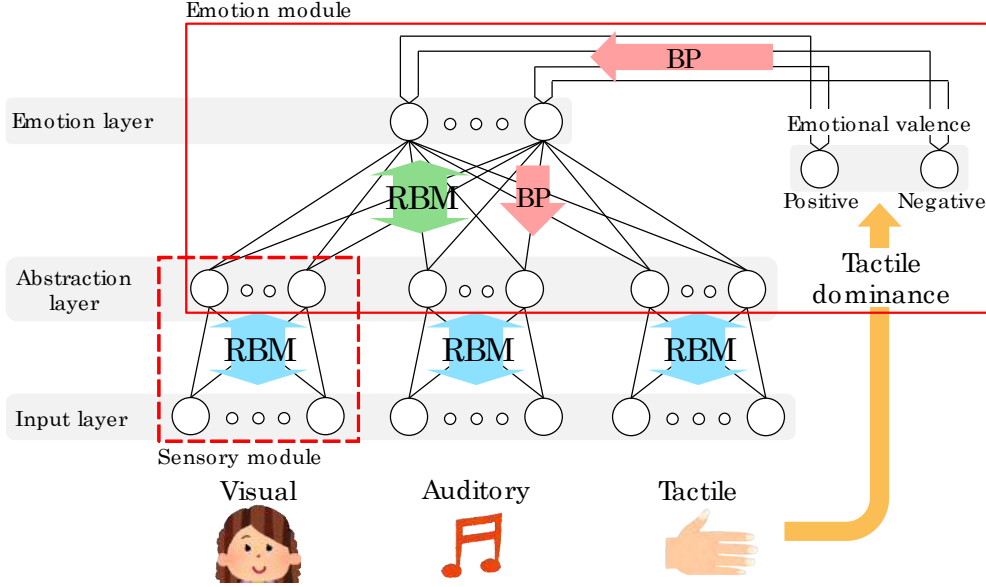 Emotion module
BP
Emotion layer
Emotional valence
RBM
BP
Positive
Negative
Abstraction
layer
Tactile
dominance
RBM
RBM
RBM
Input layer
Sensory module
Visual
Auditory
Tactile